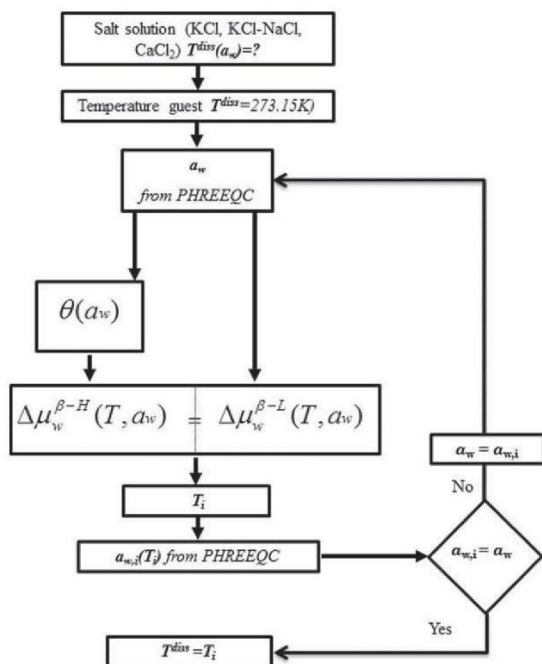 Salt solution (KCl, KCl-NaCl,
CaCl₂) T^diss(a_w)=?
Temperature guest T^diss=273.15K)
a_w
from PHREEQC
θ(a_w)
Δμ_w^β−H (T, a_w) = Δμ_w^β−L (T, a_w)
T_i
a_w,i(T_i) from PHREEQC
a_w = a_w,i
No
a_w,i = a_w
Yes
T^diss=T_i